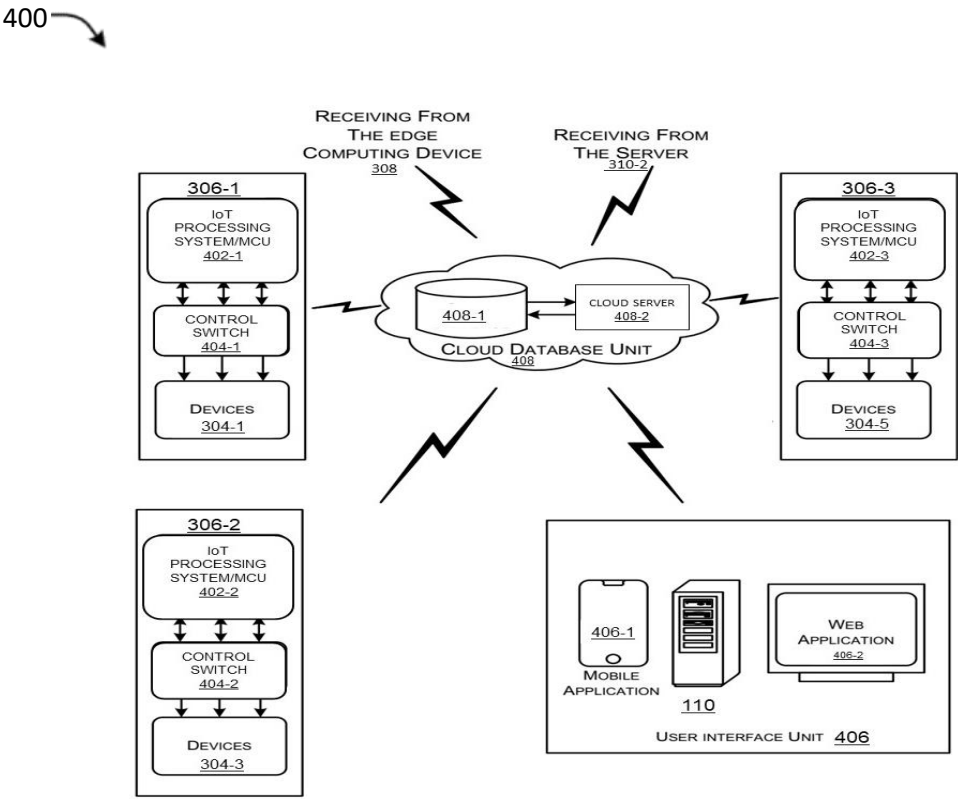 400
RECEIVING FROM
THE EDGE
COMPUTING DEVICE
308
RECEIVING FROM
THE SERVER
310-2
306-1
IoT
PROCESSING
SYSTEM/MCU
402-1
CONTROL
SWITCH
404-1
DEVICES
304-1
408-1
CLOUD SERVER
408-2
CLOUD DATABASE UNIT
408
306-3
IoT
PROCESSING
SYSTEM/MCU
402-3
CONTROL
SWITCH
404-3
DEVICES
304-5
306-2
IoT
PROCESSING
SYSTEM/MCU
402-2
CONTROL
SWITCH
404-2
DEVICES
304-3
406-1
MOBILE
APPLICATION
110
WEB
APPLICATION
406-2
USER INTERFACE UNIT 406